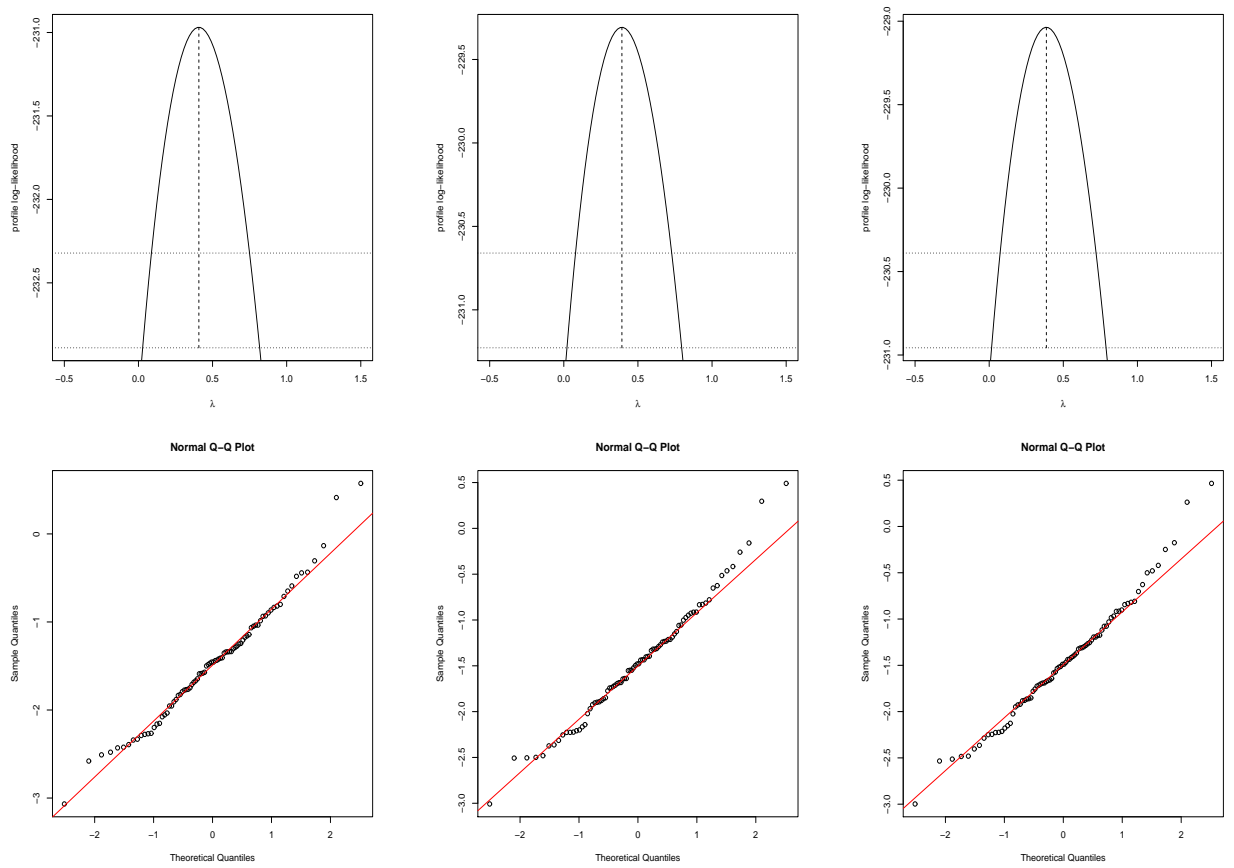 profile log−likelihood
−231.0
−231.5
−232.0
−232.5
−0.5 0.0 0.5 1.0 1.5
λ
profile log−likelihood
−229.5
−230.0
−230.5
−231.0
−0.5 0.0 0.5 1.0 1.5
λ
profile log−likelihood
−229.0
−229.5
−230.0
−230.5
−231.0
−0.5 0.0 0.5 1.0 1.5
λ
Normal Q−Q Plot
Sample Quantiles
0
−1
−2
−3
−2 −1 0 1 2
Theoretical Quantiles
Normal Q−Q Plot
Sample Quantiles
0.5
0.0
−0.5
−1.0
−1.5
−2.0
−2.5
−3.0
−2 −1 0 1 2
Theoretical Quantiles
Normal Q−Q Plot
Sample Quantiles
0.5
0.0
−0.5
−1.0
−1.5
−2.0
−2.5
−3.0
−2 −1 0 1 2
Theoretical Quantiles